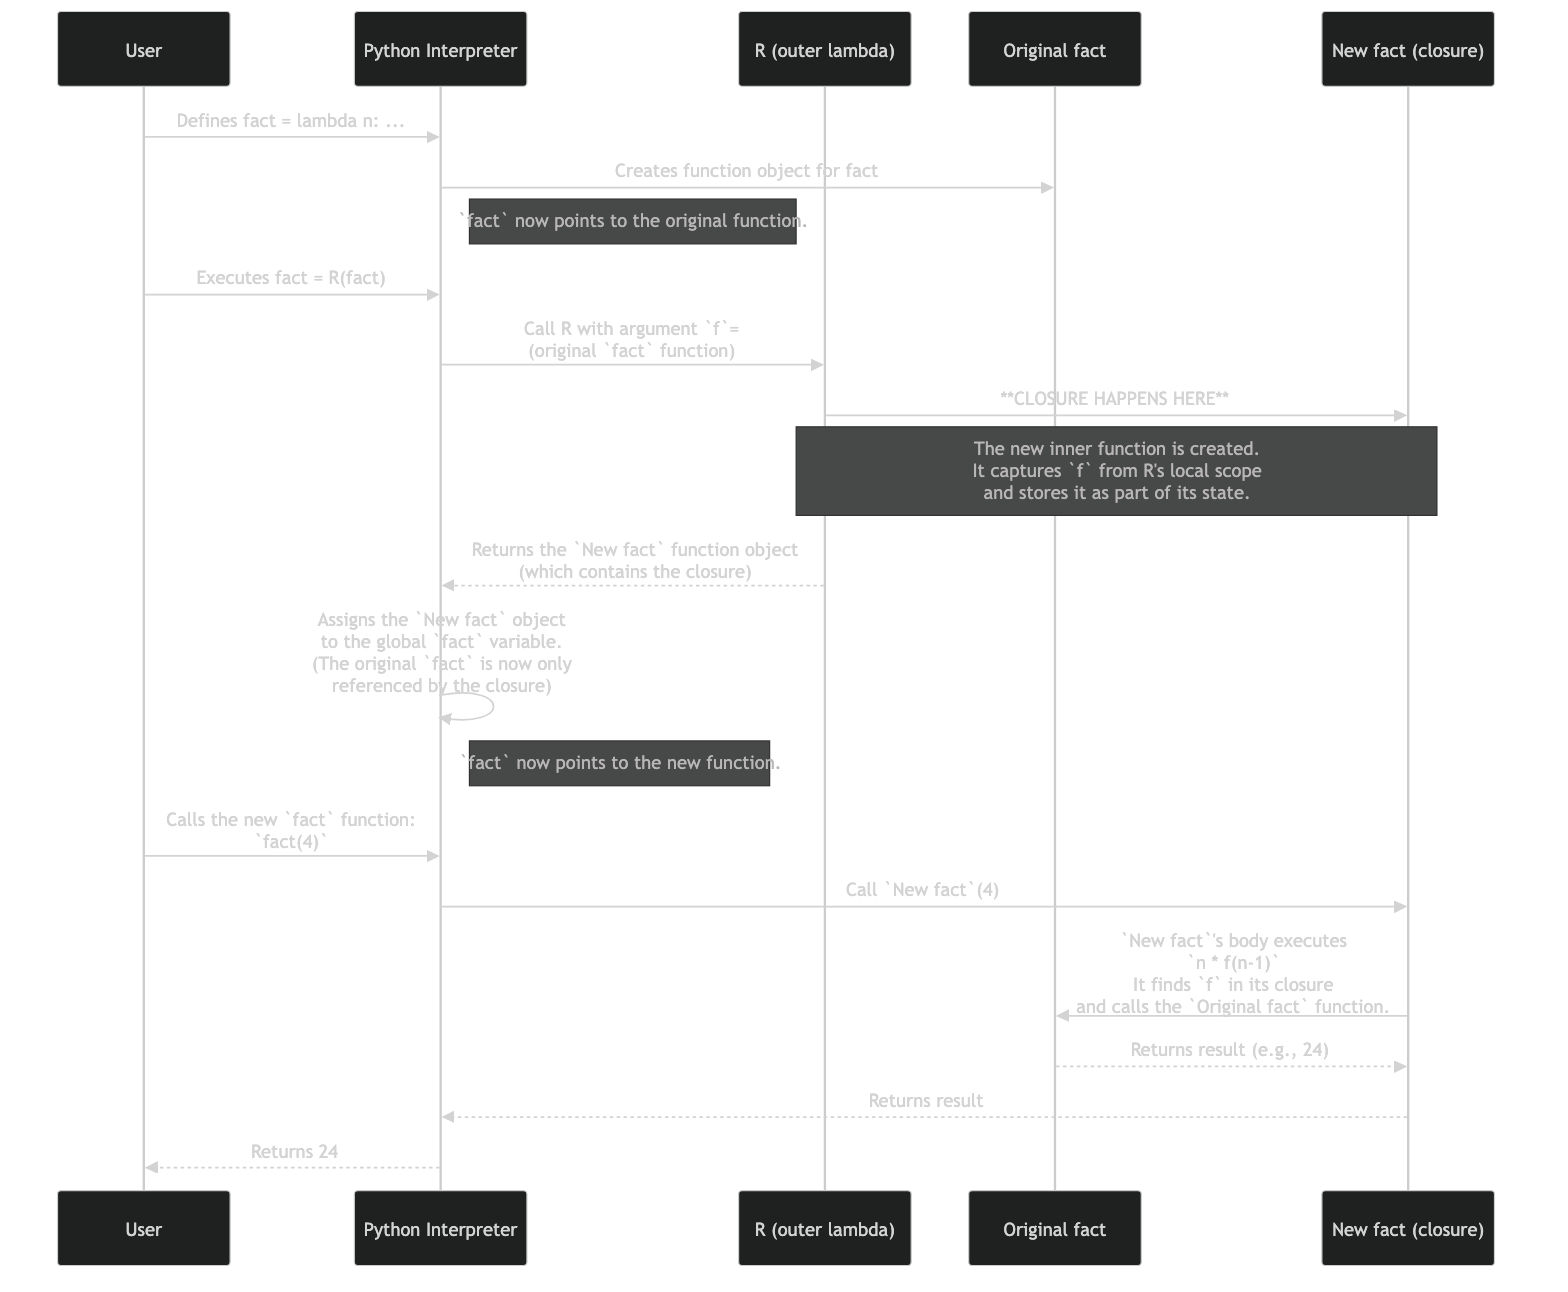 User
Python Interpreter
R (outer lambda)
Original fact
New fact (closure)
Defines fact = lambda n: ...
Creates function object for fact
`fact` now points to the original function.
Executes fact = R(fact)
Call R with argument `f`=
(original `fact` function)
**CLOSURE HAPPENS HERE**
The new inner function is created.
It captures `f` from R's local scope
and stores it as part of its state.
Returns the `New fact` function object
(which contains the closure)
Assigns the `New fact` object
to the global `fact` variable.
(The original `fact` is now only
referenced by the closure)
`fact` now points to the new function.
Calls the new `fact` function:
`fact(4)`
Call `New fact`(4)
`New fact`'s body executes
`n * f(n-1)`
It finds `f` in its closure
and calls the `Original fact` function.
Returns result (e.g., 24)
Returns result
Returns 24
User
Python Interpreter
R (outer lambda)
Original fact
New fact (closure)